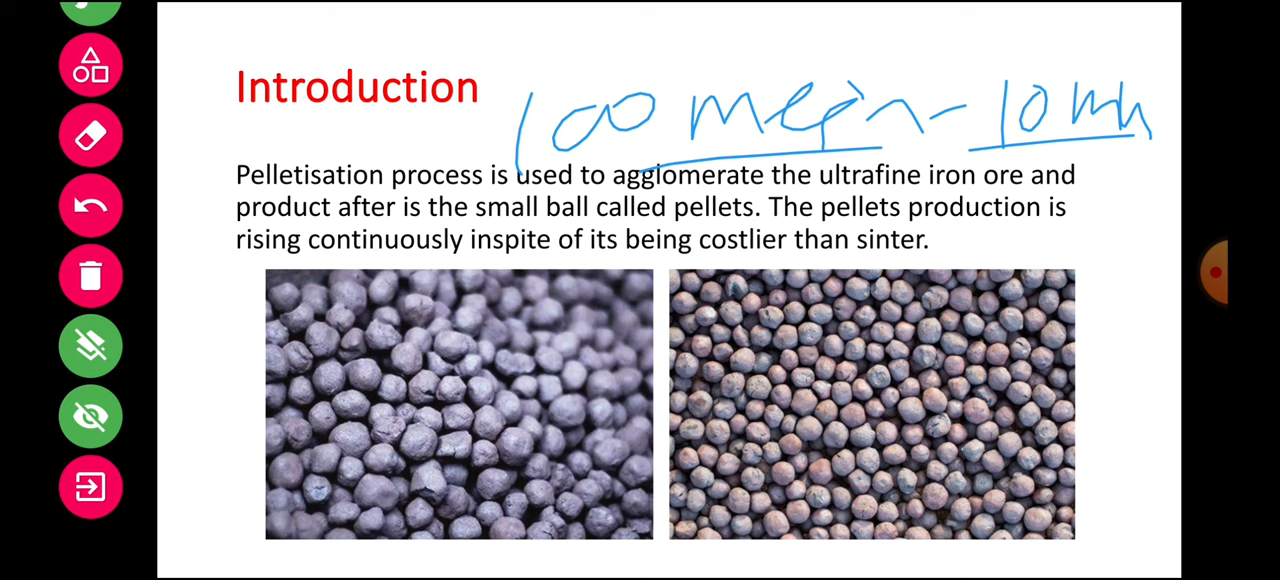 Introduction
100 mesh - 10 mm
Pelletisation process is used to agglomerate the ultrafine iron ore and
product after is the small ball called pellets. The pellets production is
rising continuously inspite of its being costlier than sinter.